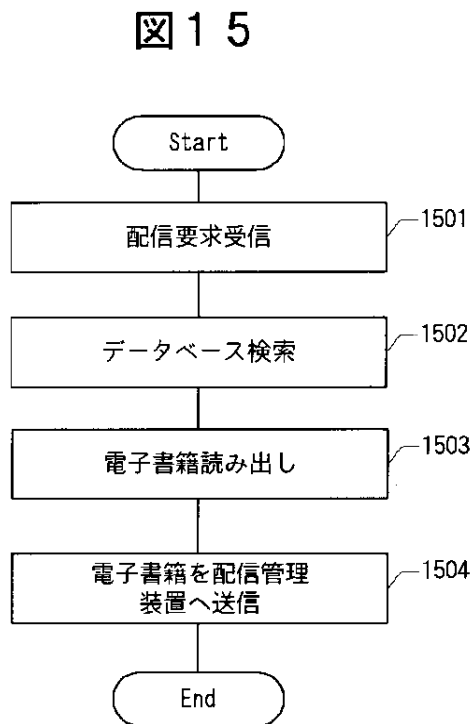 図15
Start
配信要求受信
1501
データベース検索
1502
電子書籍読み出し
1503
電子書籍を配信管理
装置へ送信
1504
End